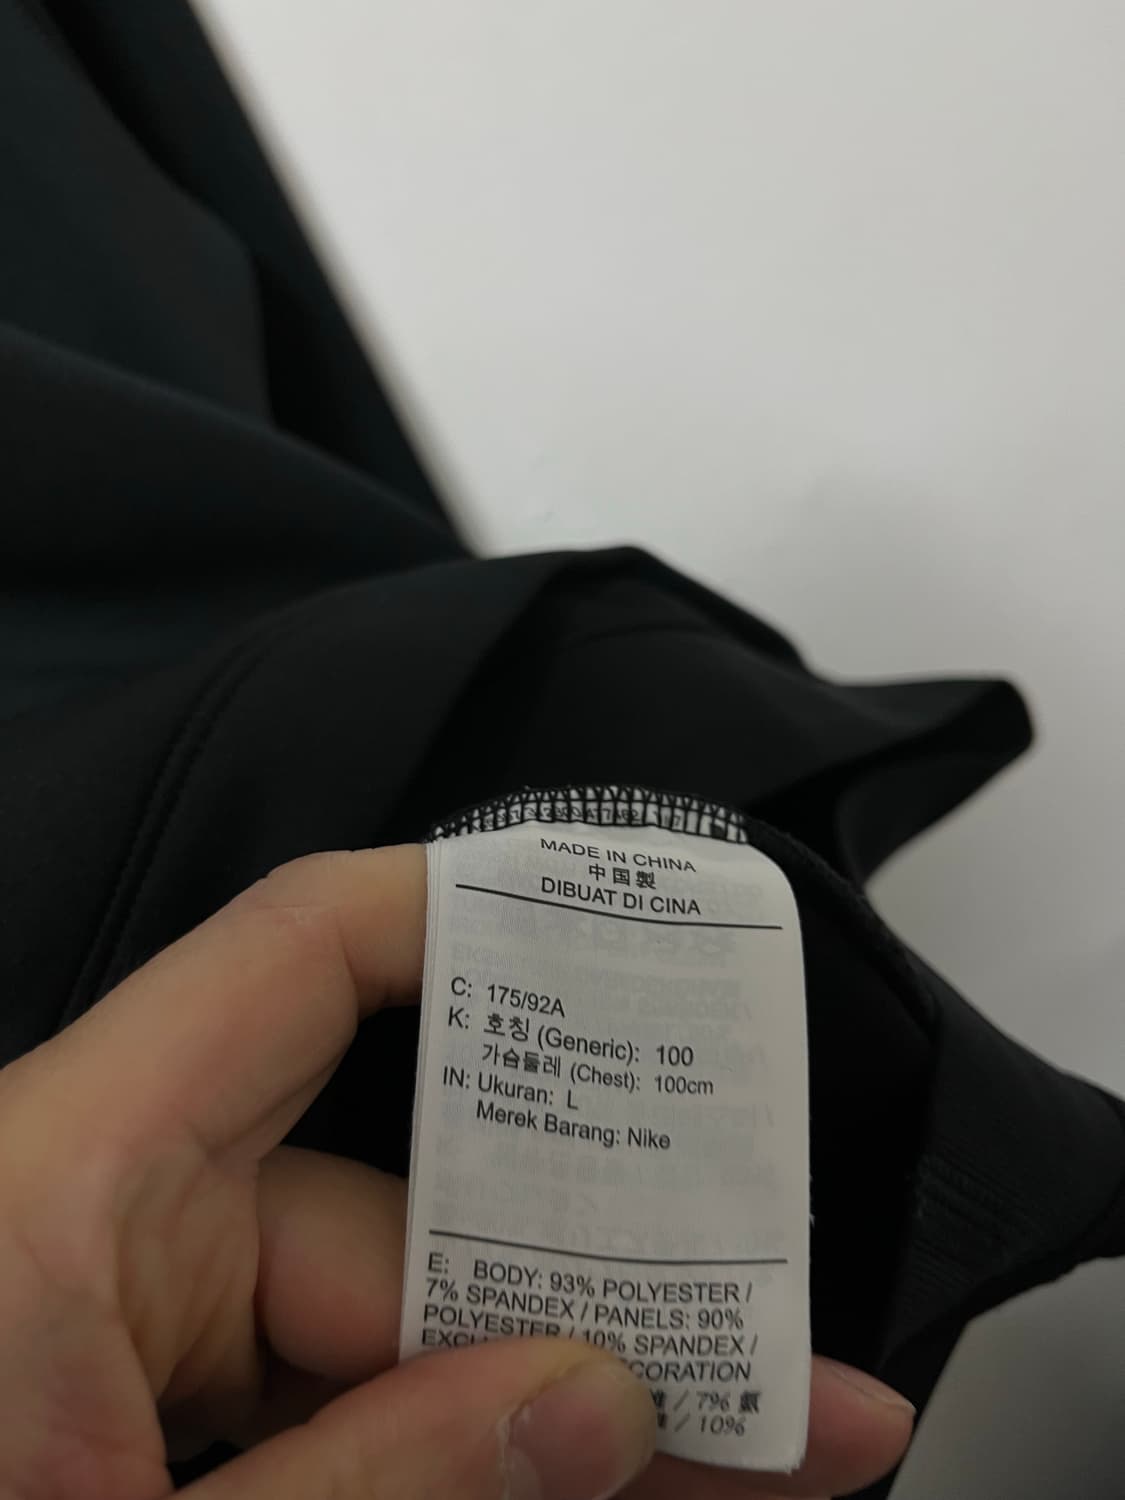 MADE IN CHINA
中国製
DIBUAT DI CINA
C: 175/92A
K: 호칭 (Generic): 100
가슴둘레 (Chest): 100cm
IN: Ukuran: L
Merek Barang: Nike
E: BODY: 93% POLYESTER /
7% SPANDEX / PANELS: 90%
POLYESTER / 10% SPANDEX /
/ 7% 氨
/ 10%